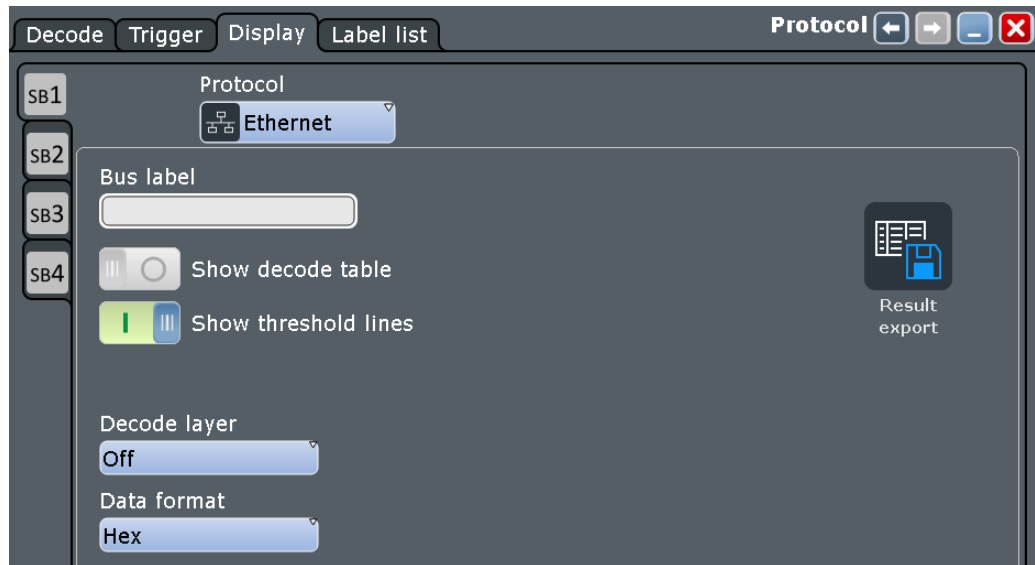 Decode Trigger Display Label list Protocol
SB1
Protocol
Ethernet
SB2
Bus label
SB3
Show decode table
SB4
Show threshold lines
Result
export
Decode layer
Off
Data format
Hex